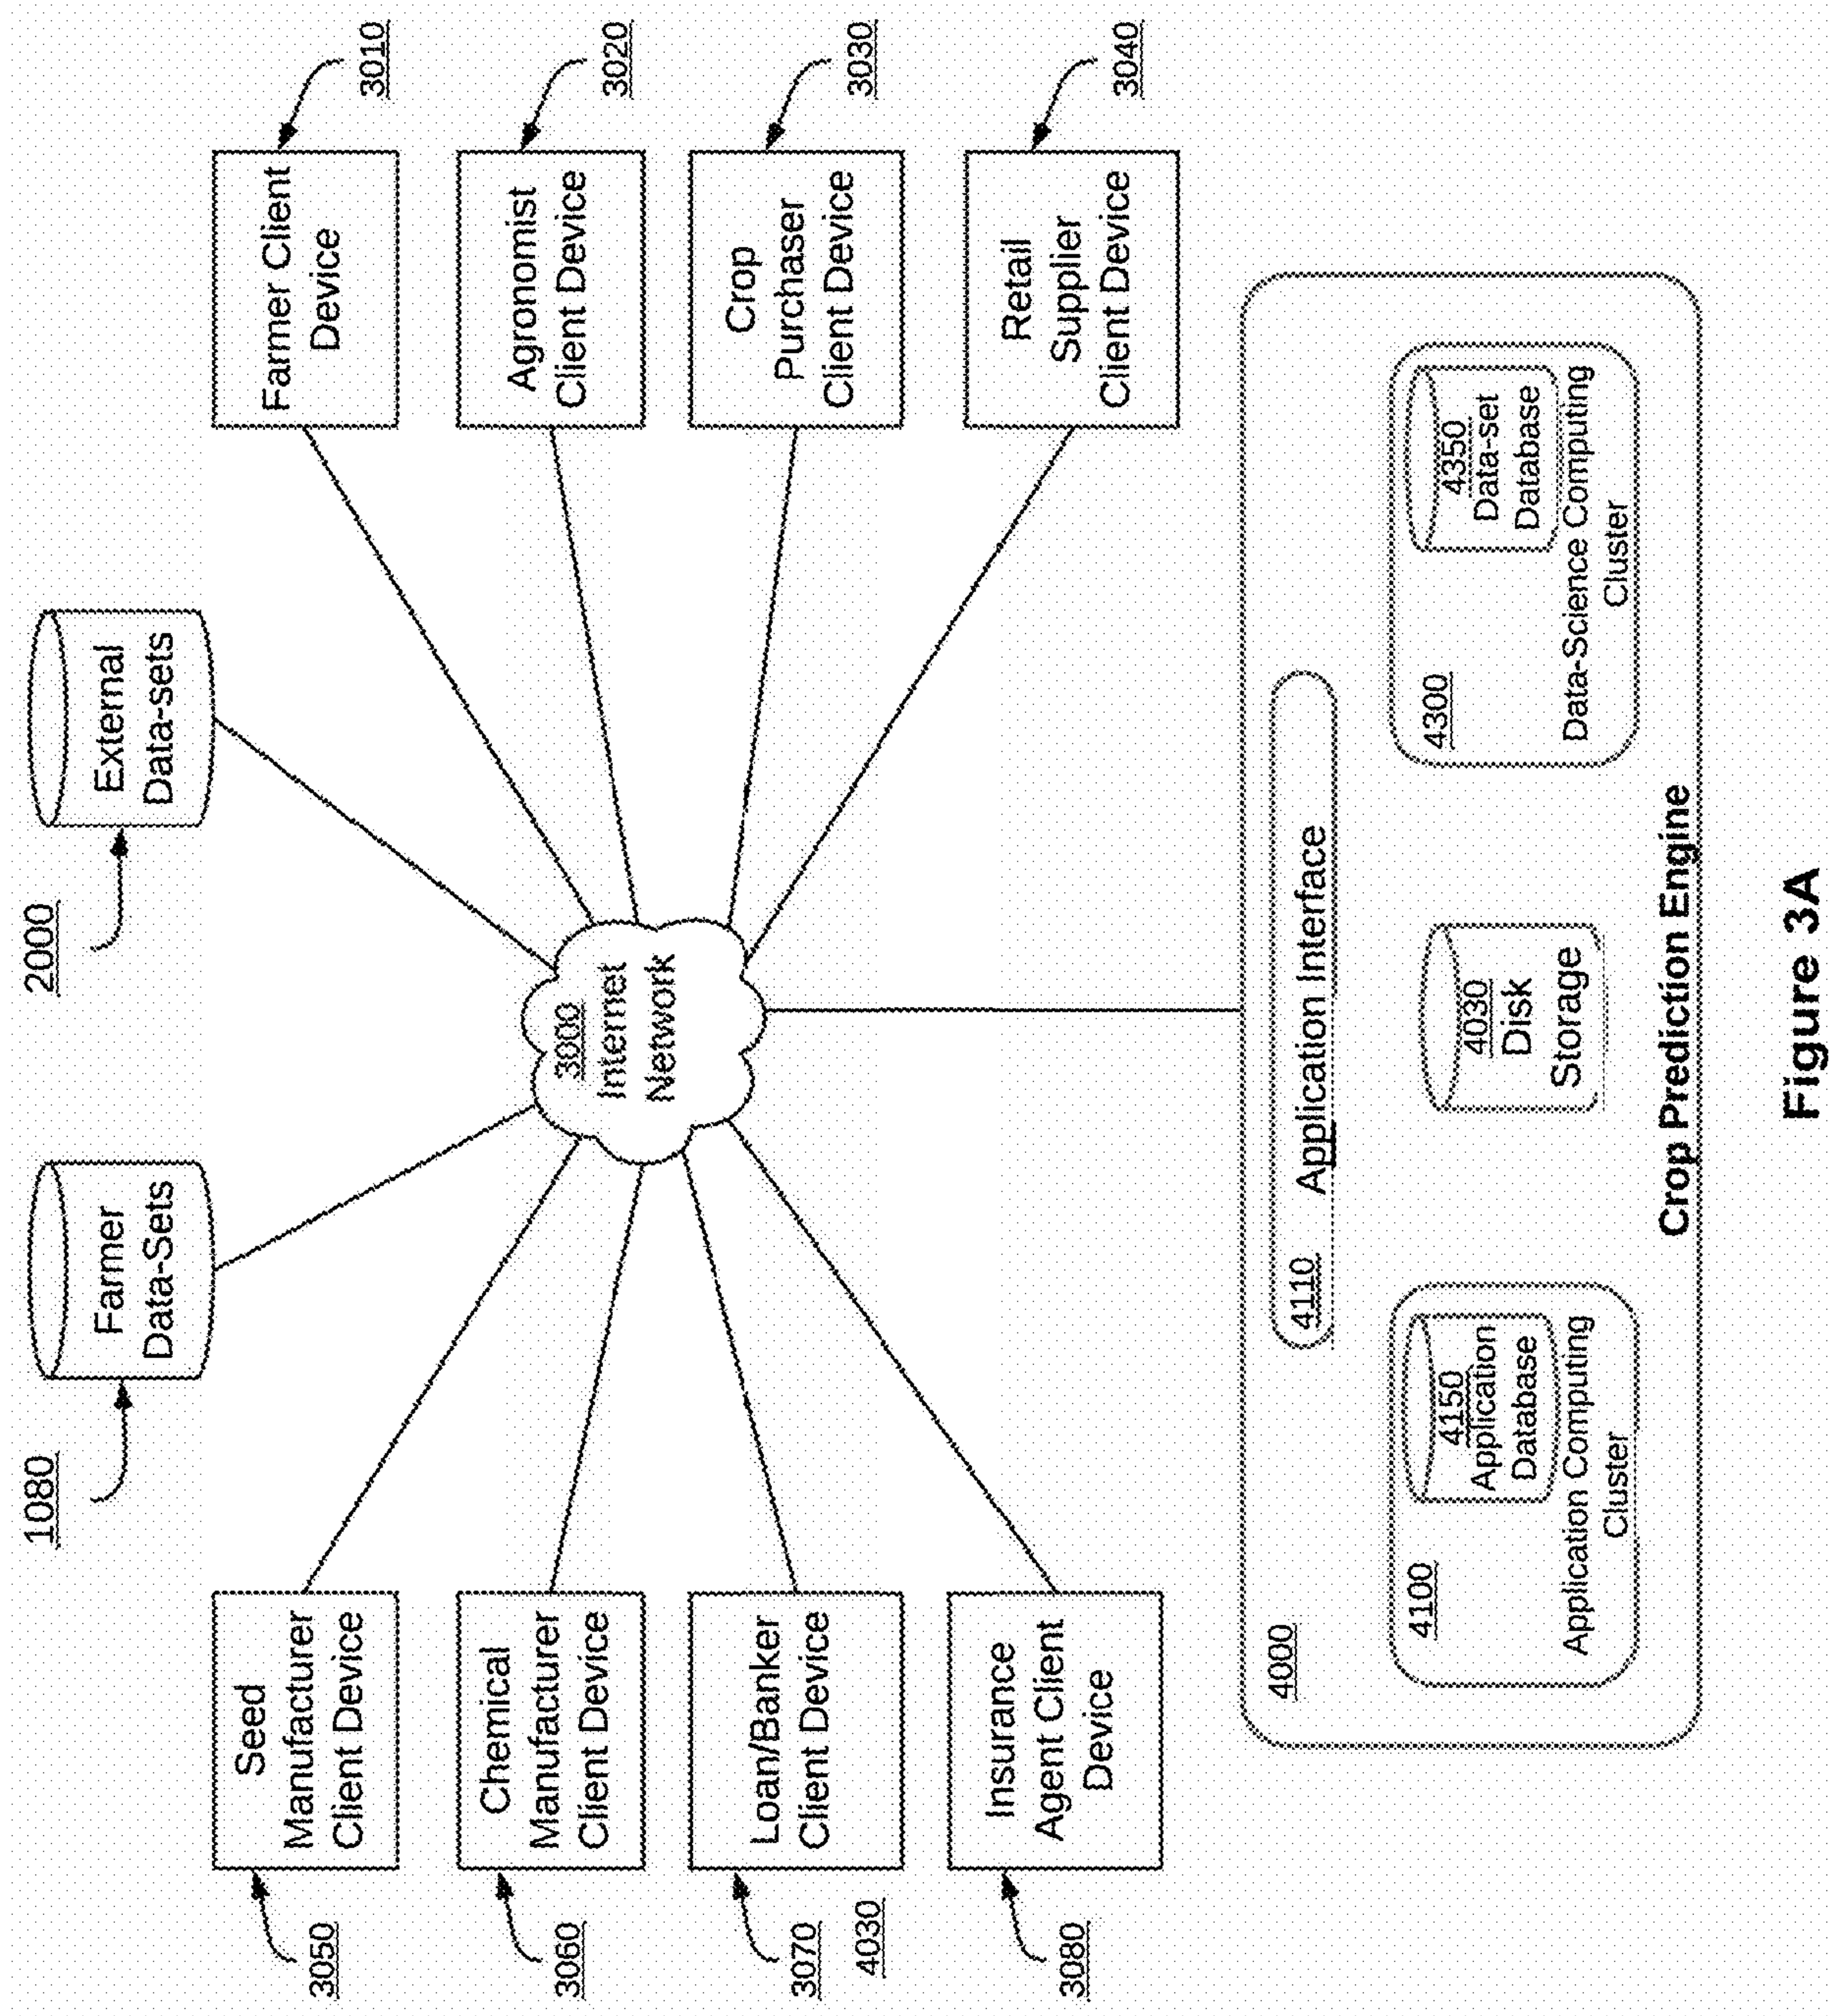 1080
2000
Farmer
Data-Sets
External
Data-sets
3050
Seed
Manufacturer
Client Device
Farmer Client
Device
3010
3060
Chemical
Manufacturer
Client Device
3000
Internet
Network
Agronomist
Client Device
3020
3070
4030
Loan/Banker
Client Device
Crop
Purchaser
Client Device
3030
3080
Insurance
Agent Client
Device
Retail
Supplier
Client Device
3040
4000
4110 Application Interface
4100
4150
Application
Database
Application Computing
Cluster
4030
Disk
Storage
4300
4350
Data-set
Database
Data-Science Computing
Cluster
Crop Prediction Engine
Figure 3A